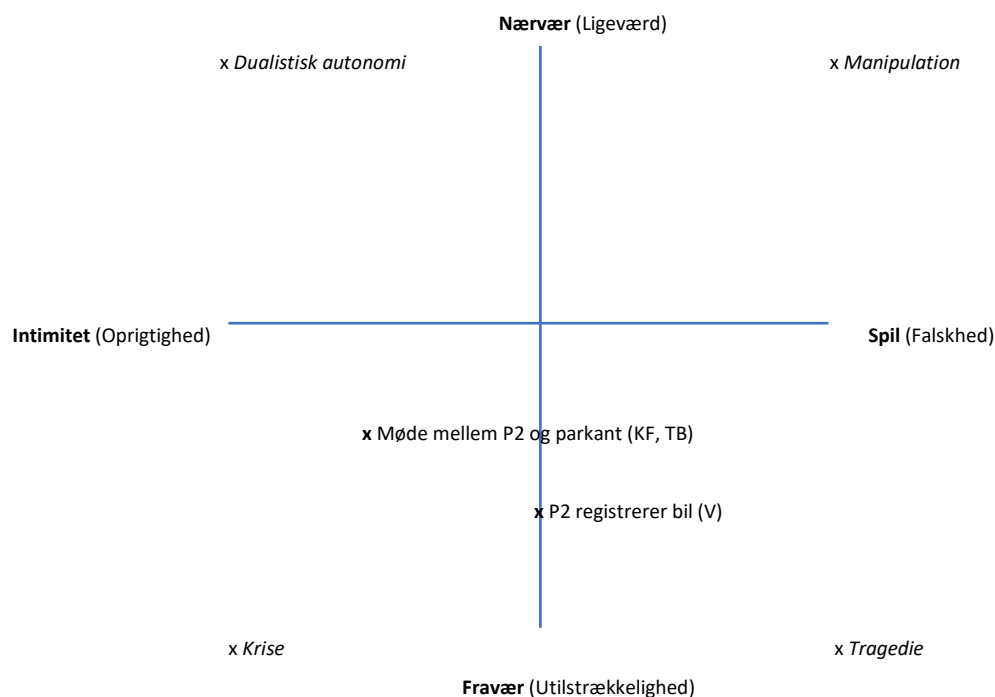 Nærvær (Ligeværd)
x Dualistisk autonomi
x Manipulation
Intimitet (Oprigtighed)
Spil (Falskhed)
x Møde mellem P2 og parkant (KF, TB)
x P2 registrerer bil (V)
x Krise
x Tragedie
Fravær (Utilstrækkelighed)